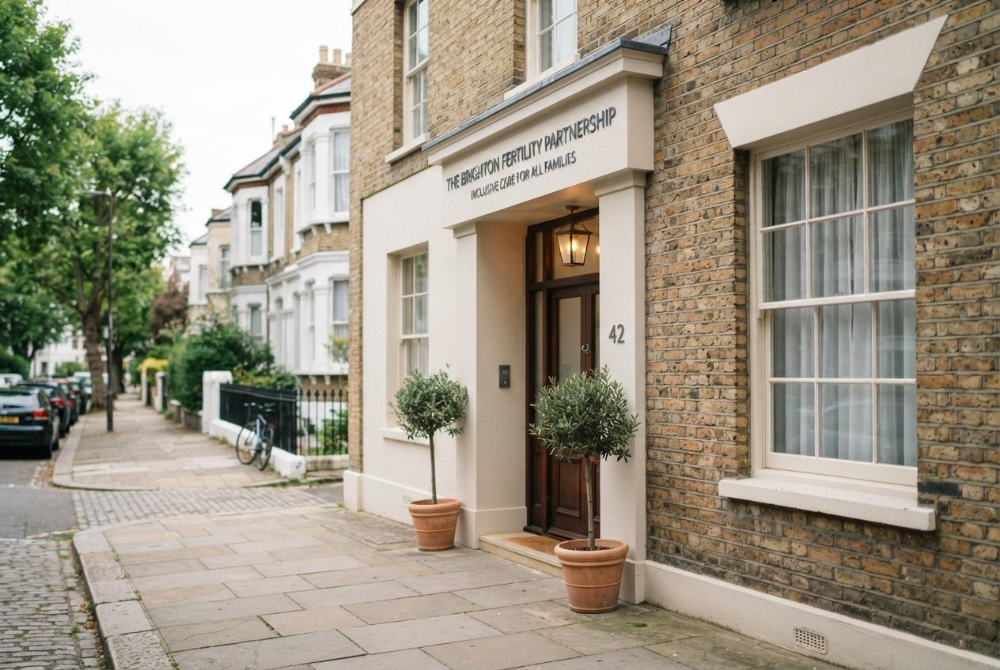 THE BRIGHTON FERTILITY PARTNERSHIP
INCLUSIVE CARE FOR ALL FAMILIES
42